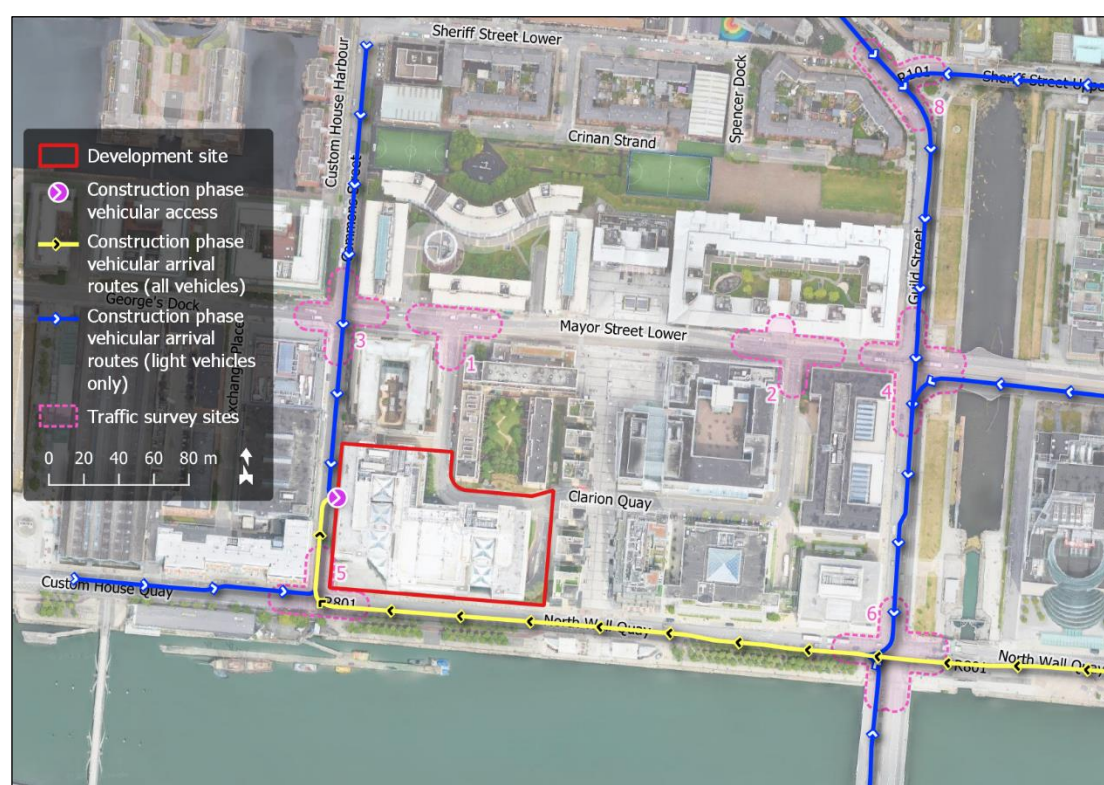 Sheriff Street Lower
Custom House Harbour
Spencer Dock
R101
Sheriff Street Upper
8
Crinan Strand
Development site
Construction phase
vehicular access
Construction phase
vehicular arrival
routes (all vehicles)
Construction phase
vehicular arrival
routes (light vehicles
only)
Traffic survey sites
0 20 40 60 80 m
Commons Street
Guild Street
George's Dock
Exchange Place
Mayor Street Lower
3
1
2
4
Clarion Quay
Custom House Quay
5
R801
North Wall Quay
6
R801
North Wall Quay